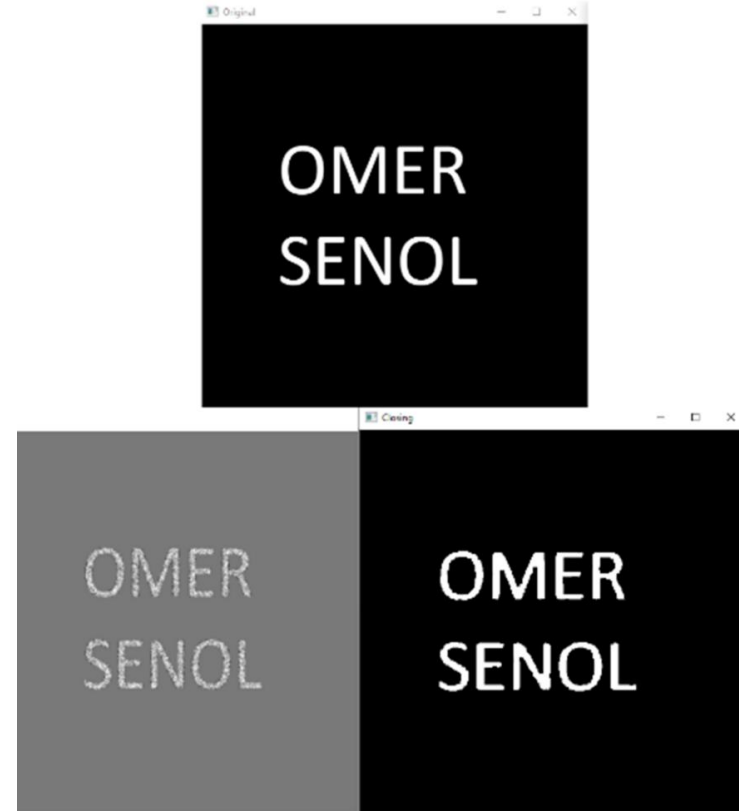 Original
OMER
SENOL
Closing
OMER
SENOL
OMER
SENOL